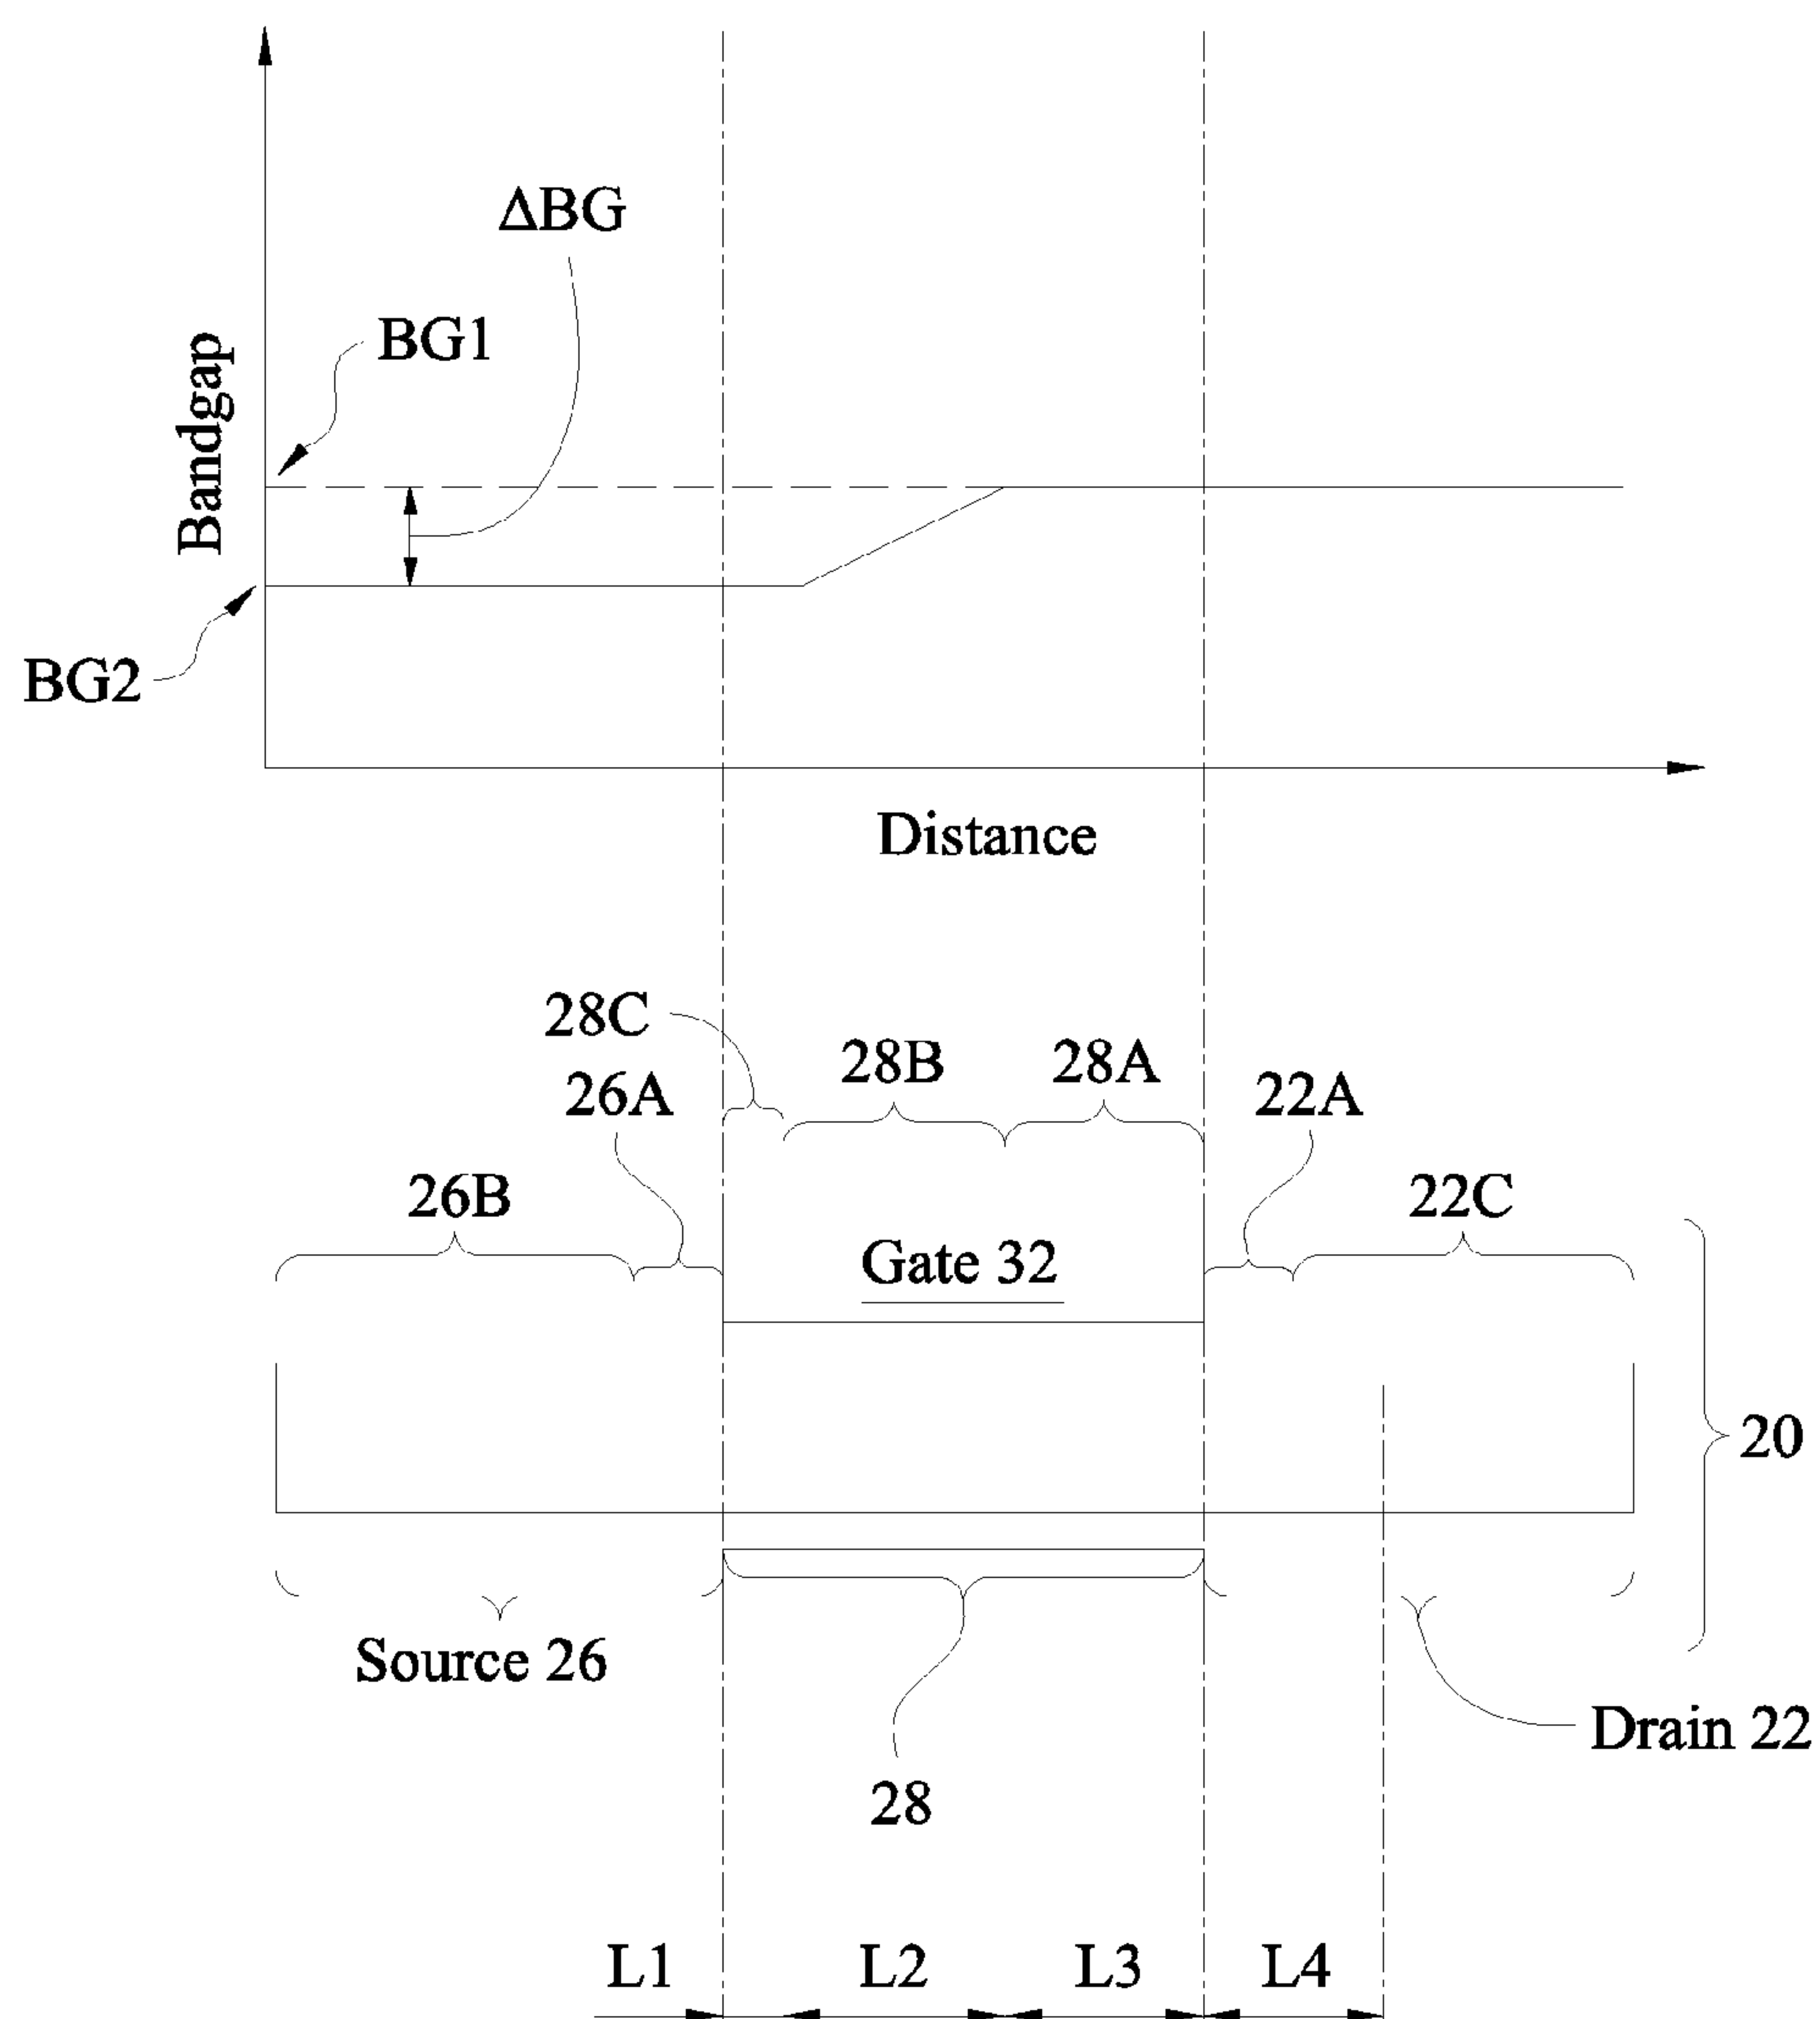 ΔBG
BG1
Bandgap
BG2
Distance
28C
28B
28A
26A
22A
26B
22C
Gate 32
20
Source 26
Drain 22
28
L1
L2
L3
L4